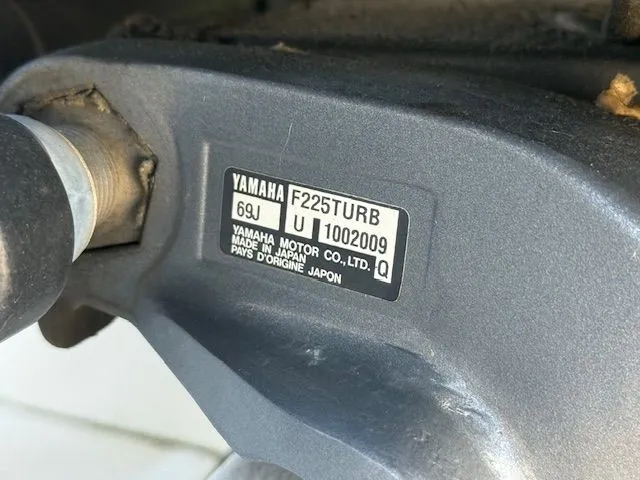 YAMAHA F225TURB
69J U 1002009
YAMAHA MOTOR CO., LTD.
MADE IN JAPAN
PAYS D'ORIGINE JAPON Q